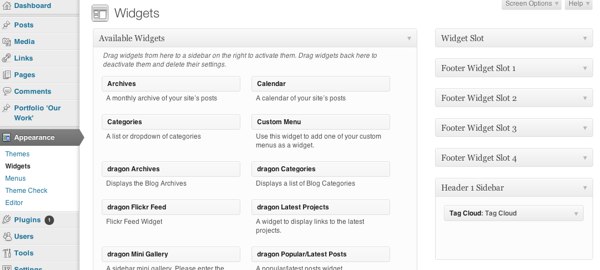 Dashboard
Posts
Media
Links
Pages
Comments
Portfolio 'Our
Work'
Appearance
Themes
Widgets
Menus
Theme Check
Editor
Plugins 1
Users
Tools
Settings
Screen Options
Help
Widgets
Available Widgets
Drag widgets from here to a sidebar on the right to activate them. Drag widgets back here to
deactivate them and delete their settings.
Archives
A monthly archive of your site's posts
Calendar
A calendar of your site's posts
Categories
A list or dropdown of categories
Custom Menu
Use this widget to add one of your custom
menus as a widget.
dragon Archives
Displays the Blog Archives
dragon Categories
Displays a list of Blog Categories
dragon Flickr Feed
Flickr Feed Widget
dragon Latest Projects
A widget to display links to the latest
projects.
dragon Mini Gallery
A sidebar mini gallery. Please enter the
dragon Popular/Latest Posts
A popular/latest posts widget
Widget Slot
Footer Widget Slot 1
Footer Widget Slot 2
Footer Widget Slot 3
Footer Widget Slot 4
Header 1 Sidebar
Tag Cloud: Tag Cloud